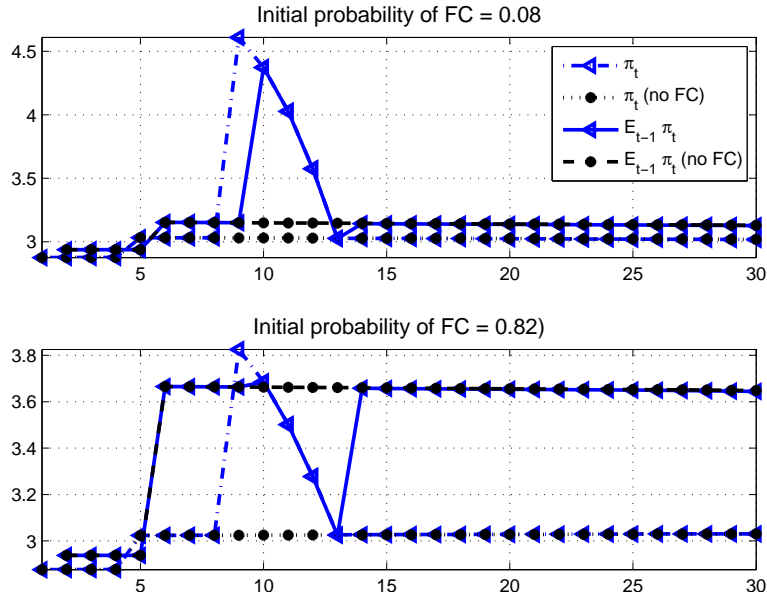 Initial probability of FC = 0.08
4.5
4
3.5
3
5 10 15 20 25 30
π_t
π_t (no FC)
E_{t−1} π_t
E_{t−1} π_t (no FC)
Initial probability of FC = 0.82)
3.8
3.6
3.4
3.2
3
5 10 15 20 25 30